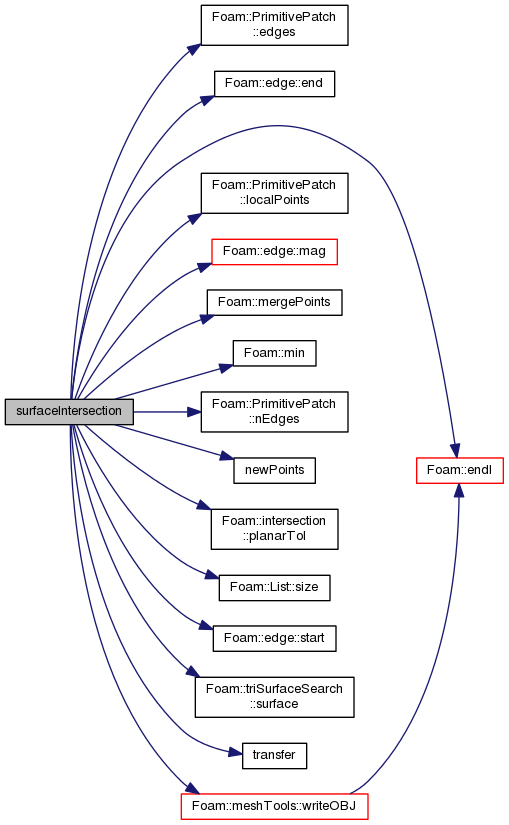 Foam::PrimitivePatch
::edges
Foam::edge::end
Foam::PrimitivePatch
::localPoints
Foam::edge::mag
Foam::mergePoints
Foam::min
surfaceIntersection
Foam::PrimitivePatch
::nEdges
newPoints
Foam::endl
Foam::intersection
::planarTol
Foam::List::size
Foam::edge::start
Foam::triSurfaceSearch
::surface
transfer
Foam::meshTools::writeOBJ